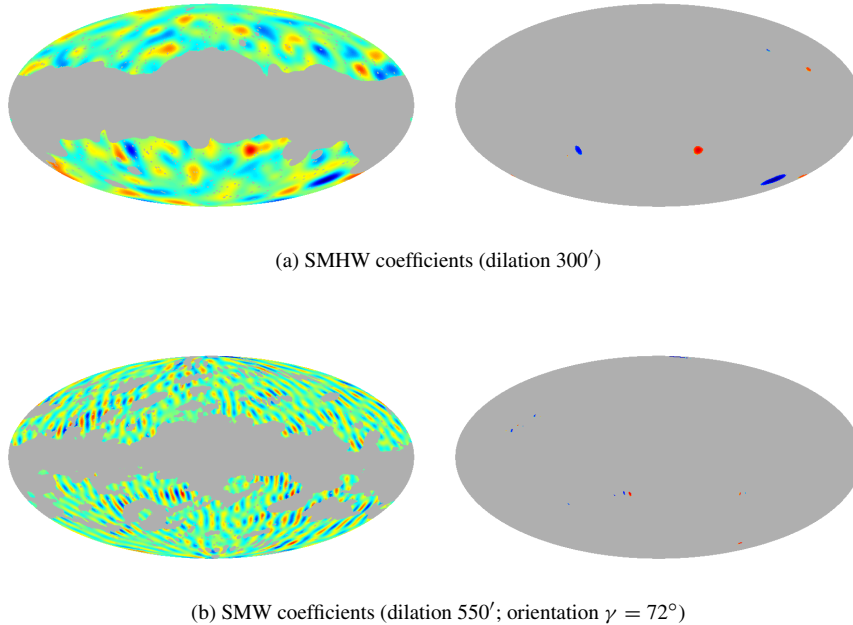 (a) SMHW coefficients (dilation 300′)
(b) SMW coefficients (dilation 550′; orientation γ = 72°)